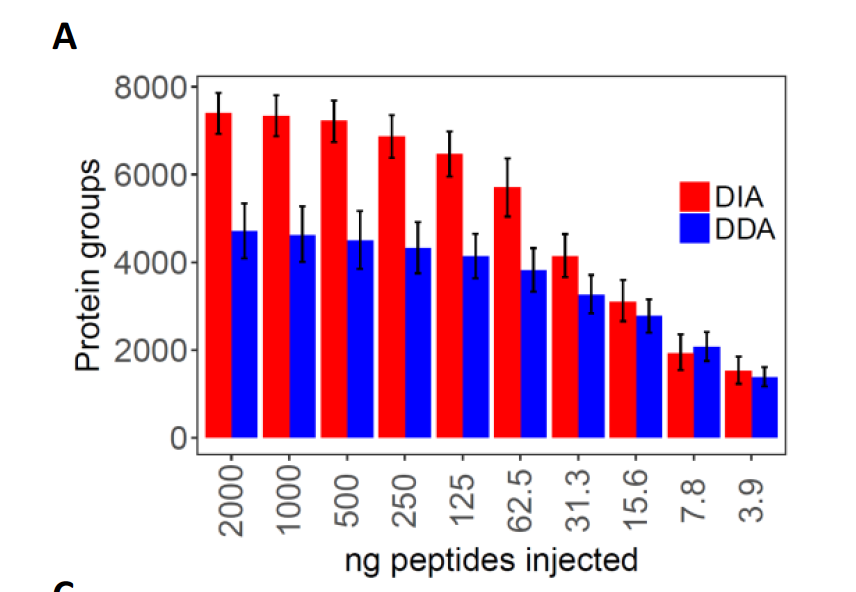 A
8000
6000
4000
2000
0
Protein groups
DIA
DDA
2000 1000 500 250 125 62.5 31.3 15.6 7.8 3.9
ng peptides injected